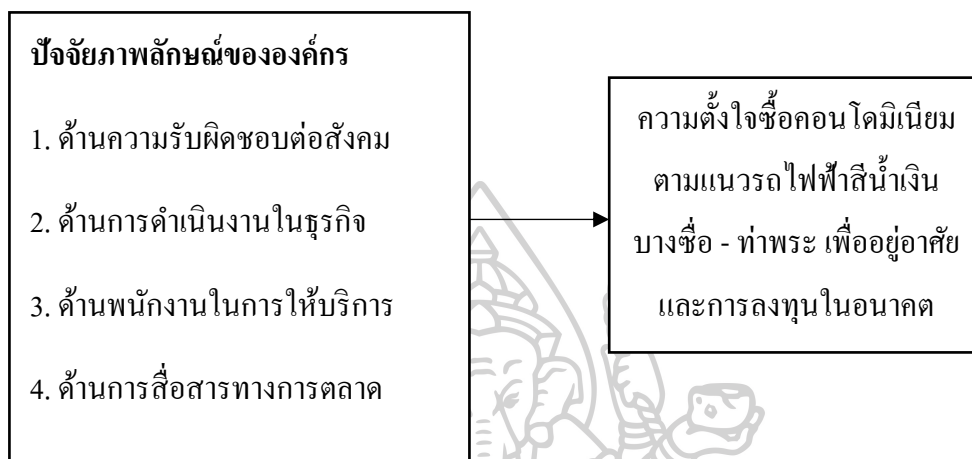 ปัจจัยภาพลักษณ์ขององค์กร
1. ด้านความรับผิดชอบต่อสังคม
2. ด้านการดำเนินงานในธุรกิจ
3. ด้านพนักงานในการให้บริการ
4. ด้านการสื่อสารทางการตลาด
ความตั้งใจซื้อคอนโดมิเนียม
ตามแนวรถไฟฟ้าสีน้ำเงิน
บางซื่อ - ท่าพระ เพื่ออยู่อาศัย
และการลงทุนในอนาคต